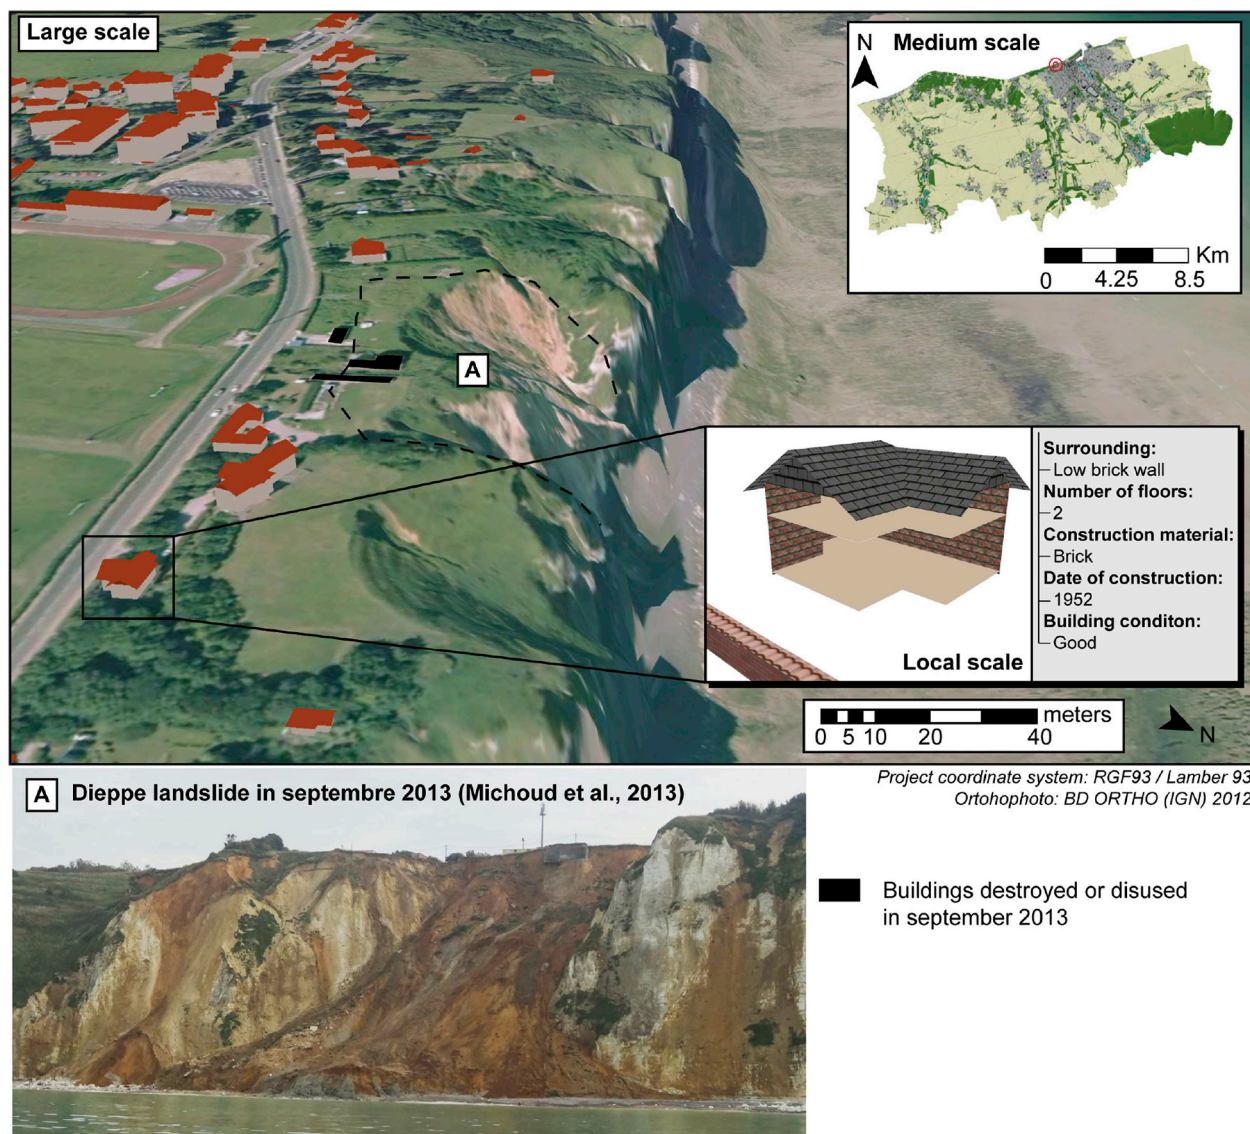 Large scale
N
Medium scale
Km
0 4.25 8.5
A
Surrounding:
Low brick wall
Number of floors:
2
Construction material:
Brick
Date of construction:
1952
Building conditon:
Good
Local scale
meters
0 5 10 20 40
N
Project coordinate system: RGF93 / Lamber 93
Ortohophoto: BD ORTHO (IGN) 2012
A Dieppe landslide in septembre 2013 (Michoud et al., 2013)
Buildings destroyed or disused
in september 2013